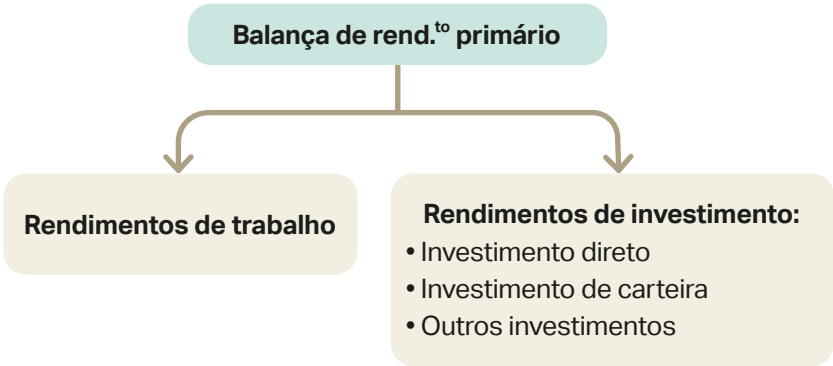 Balança de rend.to primário
Rendimentos de trabalho
Rendimentos de investimento:
• Investimento direto
• Investimento de carteira
• Outros investimentos